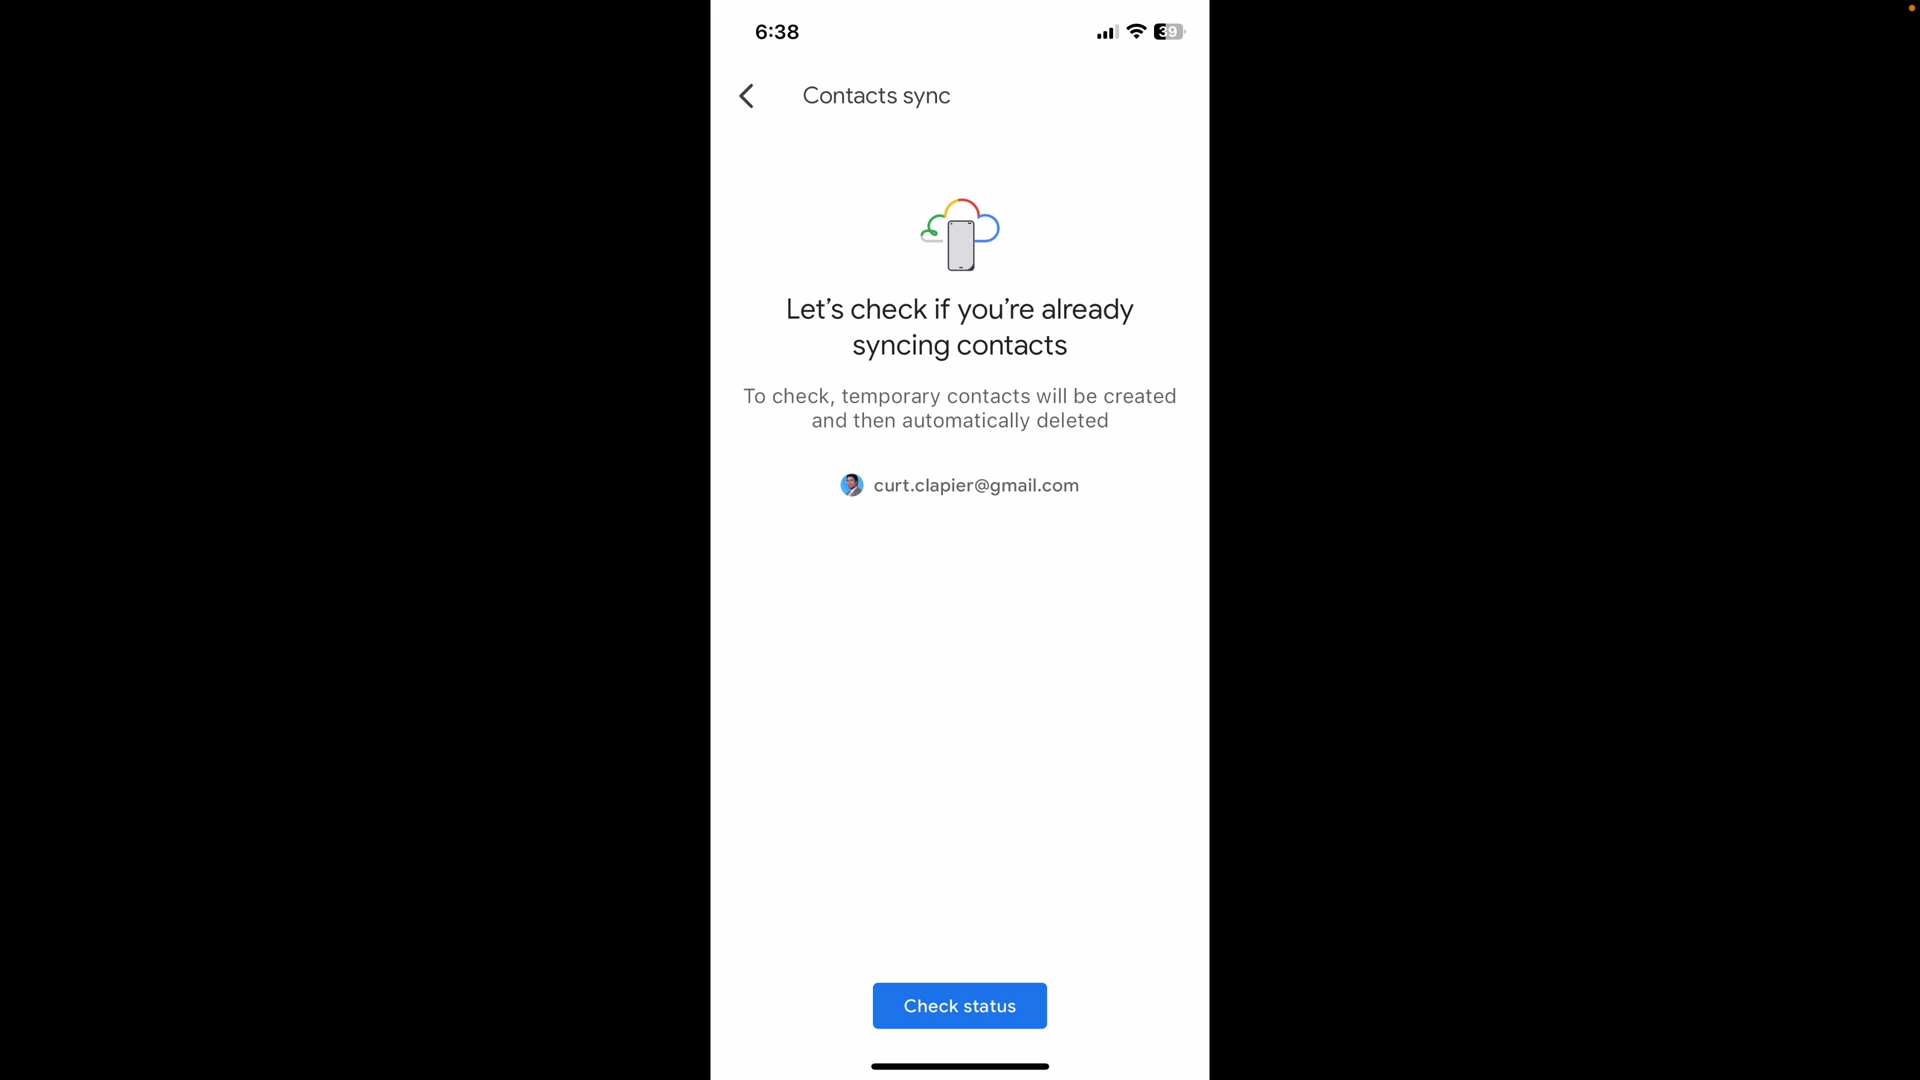 6:38
39
Contacts sync
Let’s check if you’re already
syncing contacts
To check, temporary contacts will be created
and then automatically deleted
curt.clapier@gmail.com
Check status